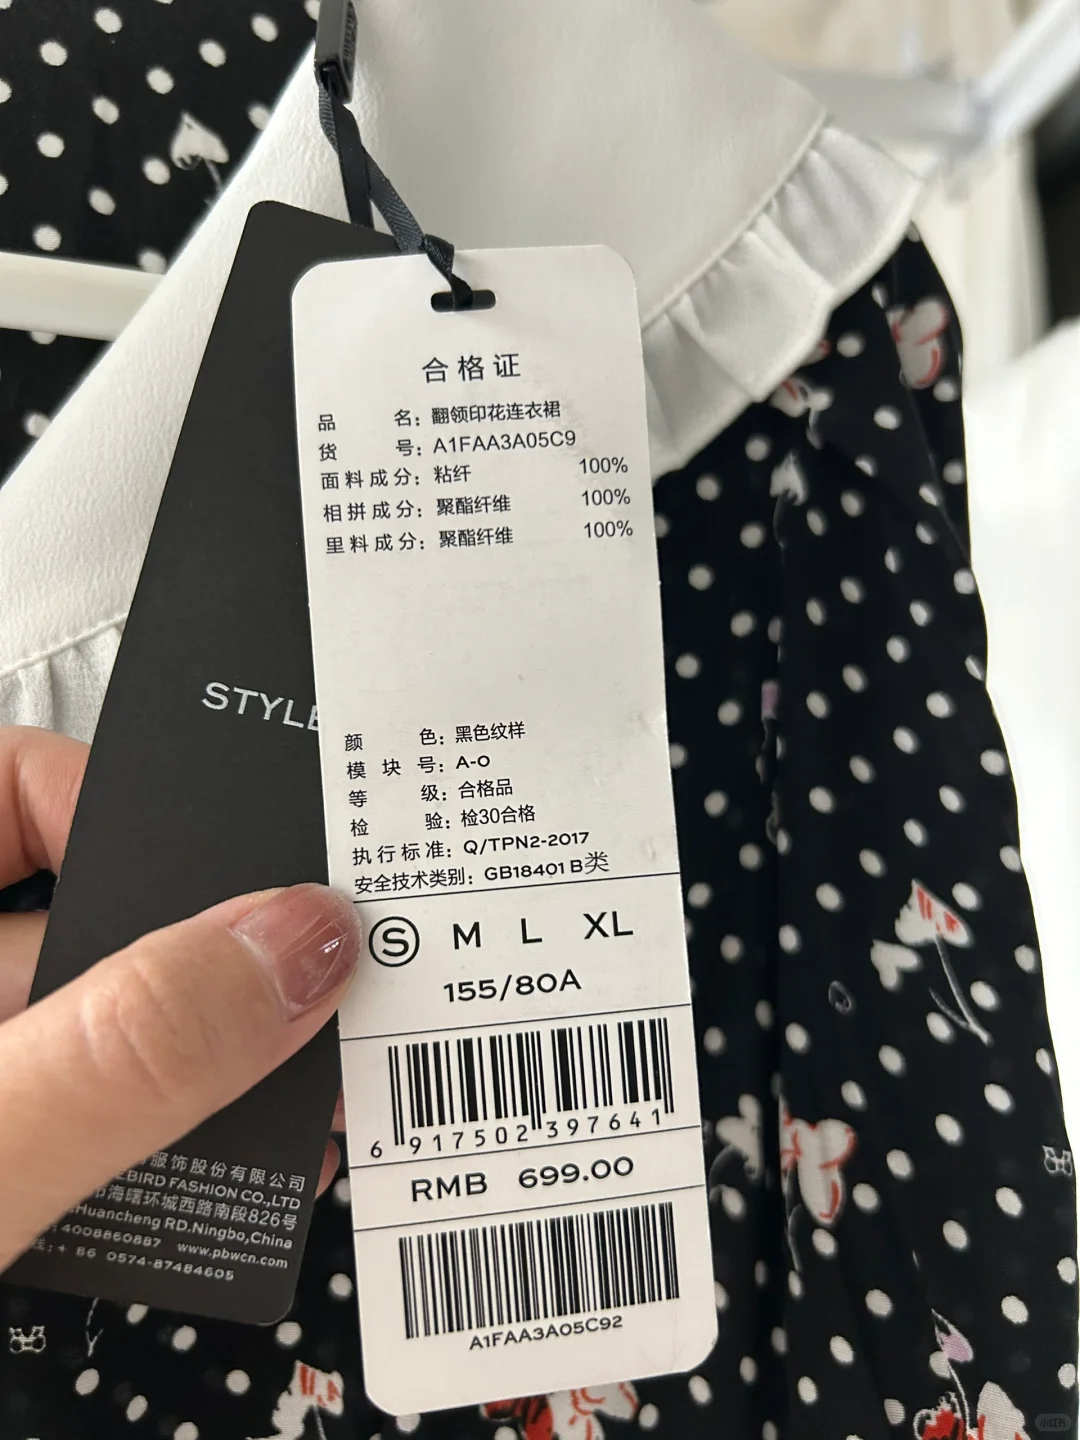 合格证
品名：翻领印花连衣裙
货号：A1FAA3A05C9
面料成分：粘纤 100%
相拼成分：聚酯纤维 100%
里料成分：聚酯纤维 100%
颜色：黑色纹样
模块号：A-O
等级：合格品
检验：检30合格
执行标准：Q/TPN2-2017
安全技术类别：GB18401 B类
S M L XL
155/80A
6 917502 397641
RMB 699.00
A1FAA3A05C92
STYLE
服饰股份有限公司
EBIRD FASHION CO.,LTD
市海曙环城西路南段826号
Huancheng RD.Ningbo,China
:4008860887 www.pbwcn.com
: + 86 0574-87484605
小红书